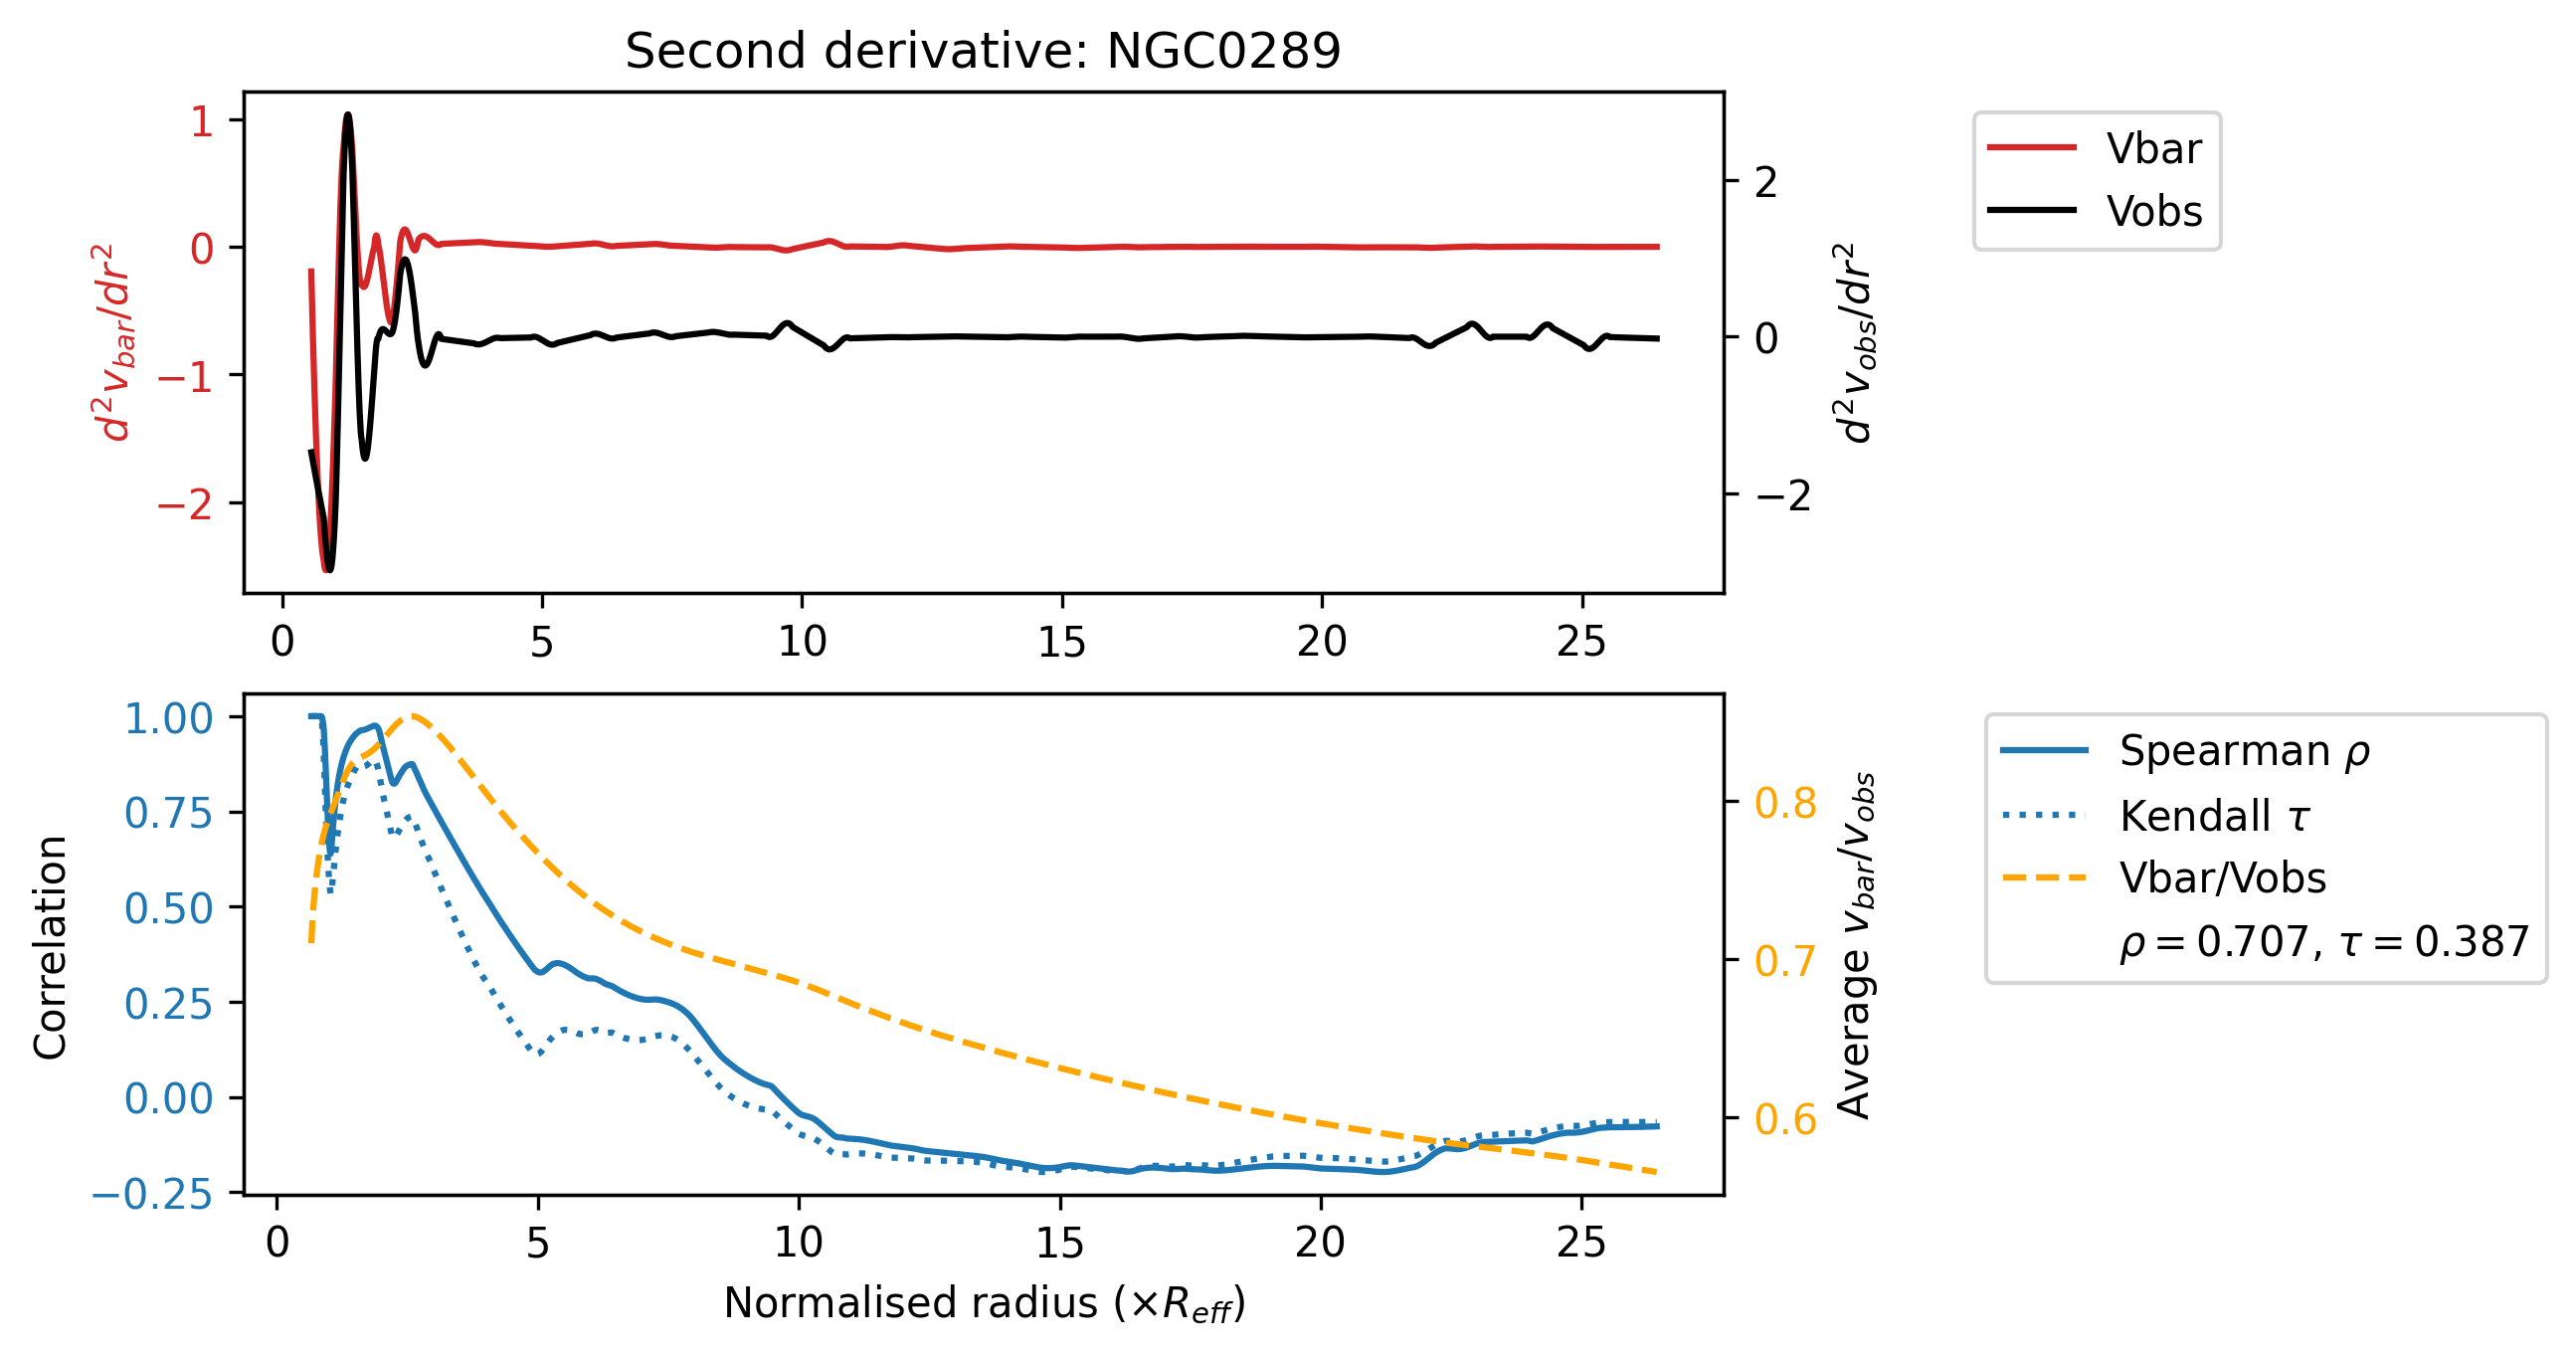 Second derivative: NGC0289
1
0
−1
−2
d²v_bar/dr²
2
0
−2
d²v_obs/dr²
0 5 10 15 20 25
Vbar
Vobs
1.00
0.75
0.50
0.25
0.00
−0.25
Correlation
0.8
0.7
0.6
Average v_bar/v_obs
0 5 10 15 20 25
Normalised radius (×R_eff)
Spearman ρ
Kendall τ
Vbar/Vobs
ρ = 0.707, τ = 0.387